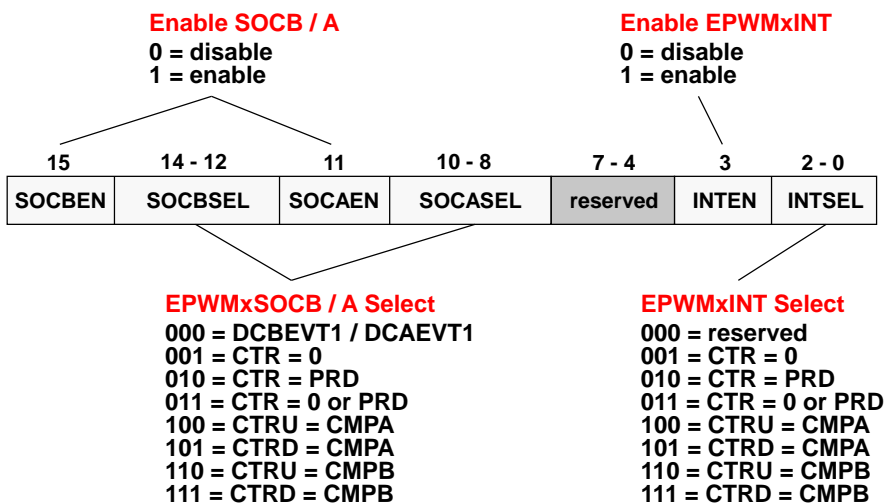 Enable SOCB / A
0 = disable
1 = enable
Enable EPWMxINT
0 = disable
1 = enable
15 14 - 12 11 10 - 8 7 - 4 3 2 - 0
SOCBEN SOCBSEL SOCAEN SOCASEL reserved INTEN INTSEL
EPWMxSOCB / A Select
000 = DCBEVT1 / DCAEVT1
001 = CTR = 0
010 = CTR = PRD
011 = CTR = 0 or PRD
100 = CTRU = CMPA
101 = CTRD = CMPA
110 = CTRU = CMPB
111 = CTRD = CMPB
EPWMxINT Select
000 = reserved
001 = CTR = 0
010 = CTR = PRD
011 = CTR = 0 or PRD
100 = CTRU = CMPA
101 = CTRD = CMPA
110 = CTRU = CMPB
111 = CTRD = CMPB